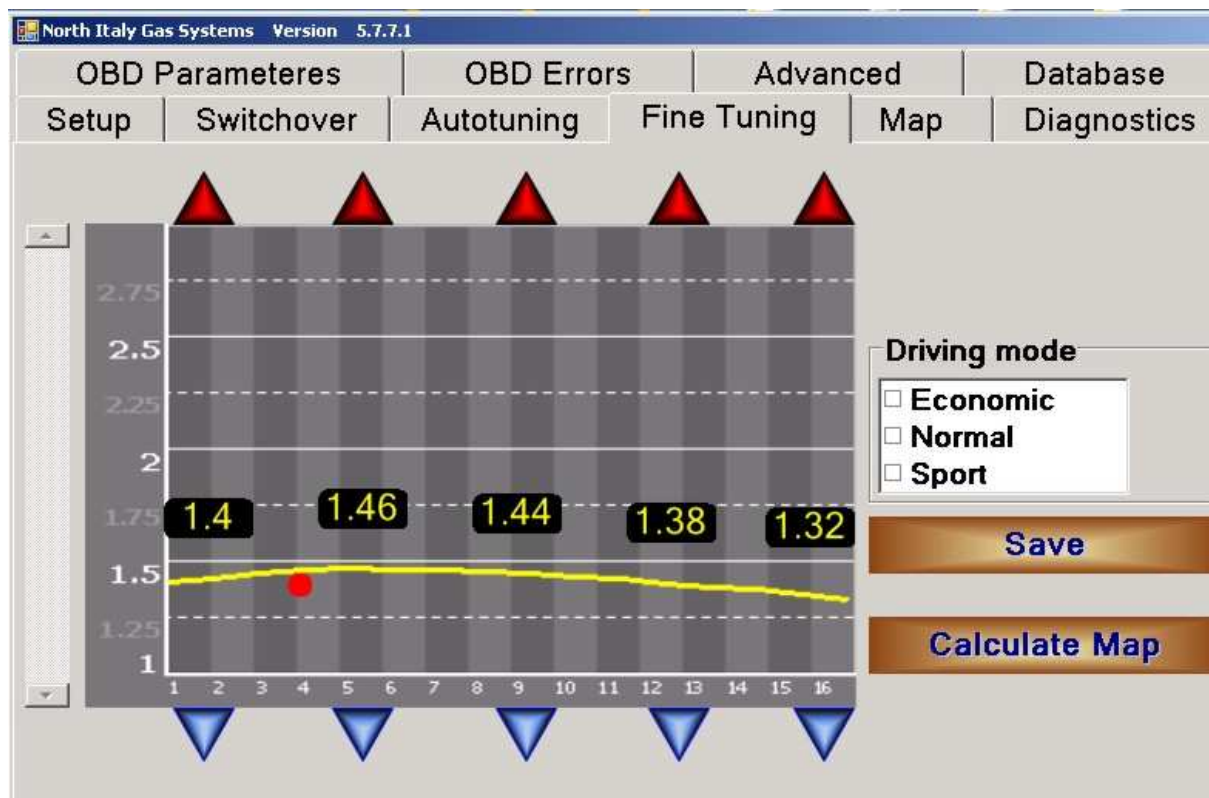 North Italy Gas Systems Version 5.7.7.1
OBD Parameteres OBD Errors Advanced Database
Setup Switchover Autotuning Fine Tuning Map Diagnostics
2.75
2.5
2.25
2
1.75
1.4 1.46 1.44 1.38 1.32
1.5
1.25
1
1 2 3 4 5 6 7 8 9 10 11 12 13 14 15 16
Driving mode
Economic
Normal
Sport
Save
Calculate Map